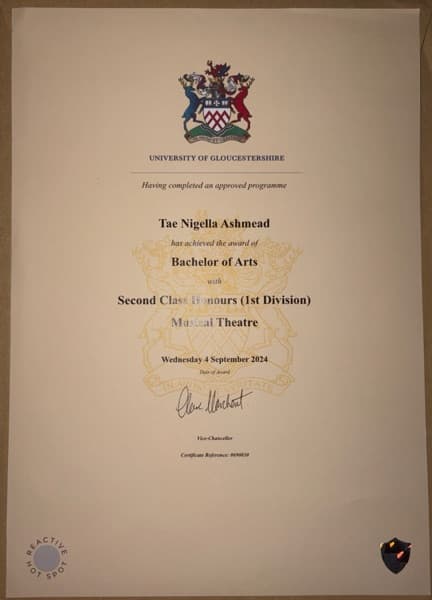 UNIVERSITY OF GLOUCESTERSHIRE
Having completed an approved programme
Tae Nigella Ashmead
has achieved the award of
Bachelor of Arts
with
Second Class Honours (1st Division)
Musical Theatre
Wednesday 4 September 2024
Date of Award
Vice-Chancellor
Certificate Reference: 0690030
REACTIVE
HOT SPOT